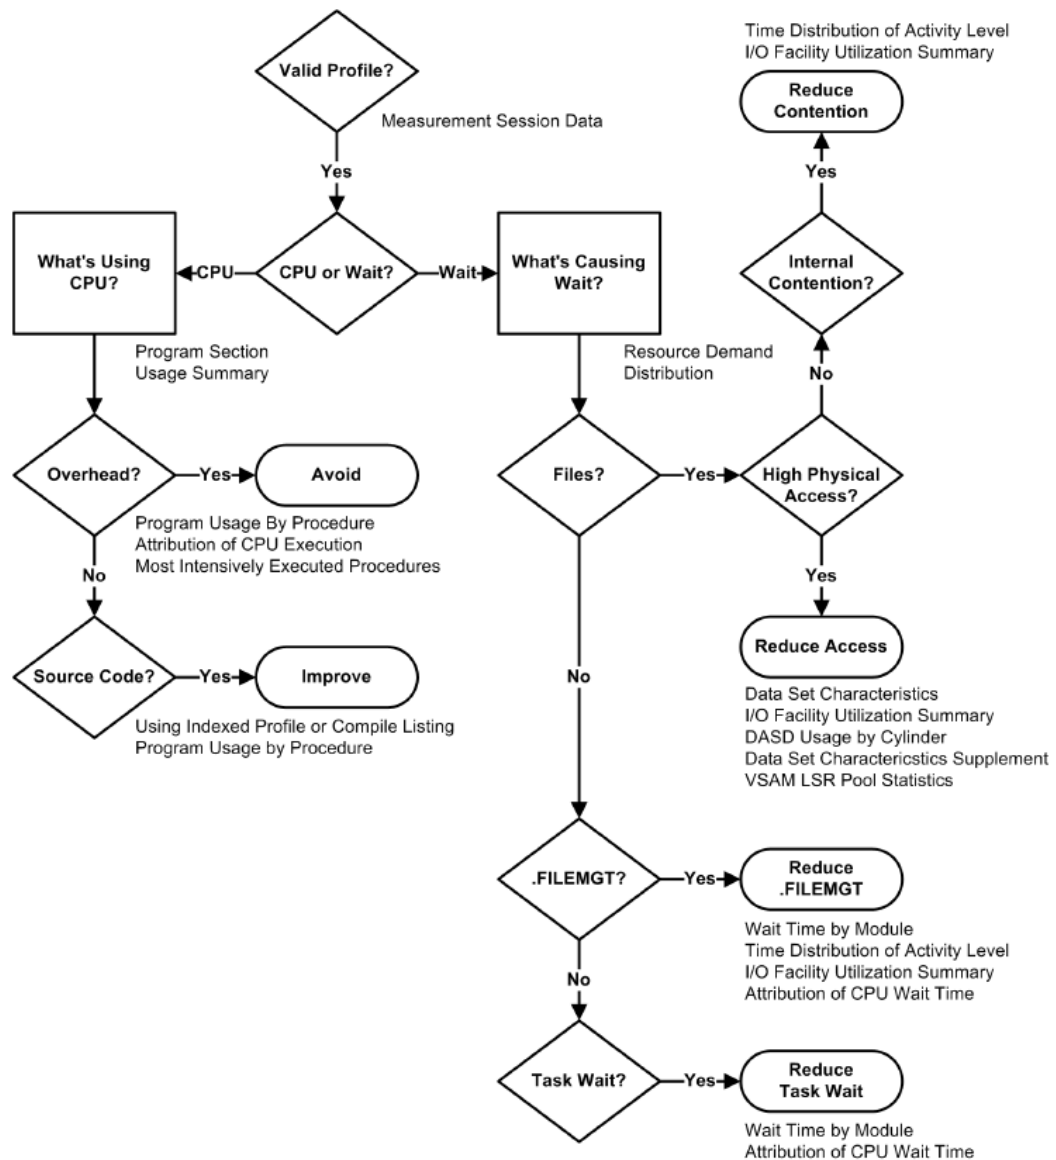 Time Distribution of Activity Level
I/O Facility Utilization Summary
Valid Profile?
Reduce
Contention
Measurement Session Data
Yes
Yes
What's Using
CPU?
CPU
CPU or Wait?
Wait
What's Causing
Wait?
Internal
Contention?
Program Section
Usage Summary
Resource Demand
Distribution
No
Overhead?
Yes
Avoid
Files?
Yes
High Physical
Access?
Program Usage By Procedure
Attribution of CPU Execution
Most Intensively Executed Procedures
No
Yes
Source Code?
Yes
Improve
No
Reduce Access
Using Indexed Profile or Compile Listing
Program Usage by Procedure
Data Set Characteristics
I/O Facility Utilization Summary
DASD Usage by Cylinder
Data Set Charactericstics Supplement
VSAM LSR Pool Statistics
.FILEMGT?
Yes
Reduce
.FILEMGT
Wait Time by Module
Time Distribution of Activity Level
I/O Facility Utilization Summary
Attribution of CPU Wait Time
No
Task Wait?
Yes
Reduce
Task Wait
Wait Time by Module
Attribution of CPU Wait Time